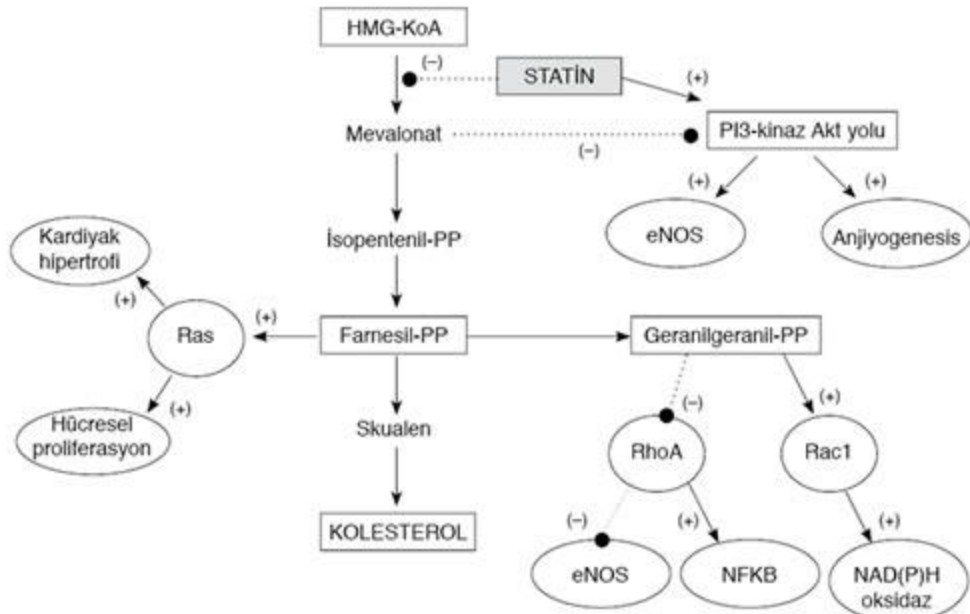 HMG-KoA
(–)
STATİN
(+)
Mevalonat
(–)
PI3-kinaz Akt yolu
(+)
(+)
eNOS
Anjiyogenesis
İsopentenil-PP
Kardiyak
hipertrofi
(+)
Ras
(+)
Farnesil-PP
Geranilgeranil-PP
(+)
Hücresel
proliferasyon
Skualen
(–)
(+)
RhoA
Rac1
KOLESTEROL
(–)
(+)
(+)
eNOS
NFKB
NAD(P)H
oksidaz